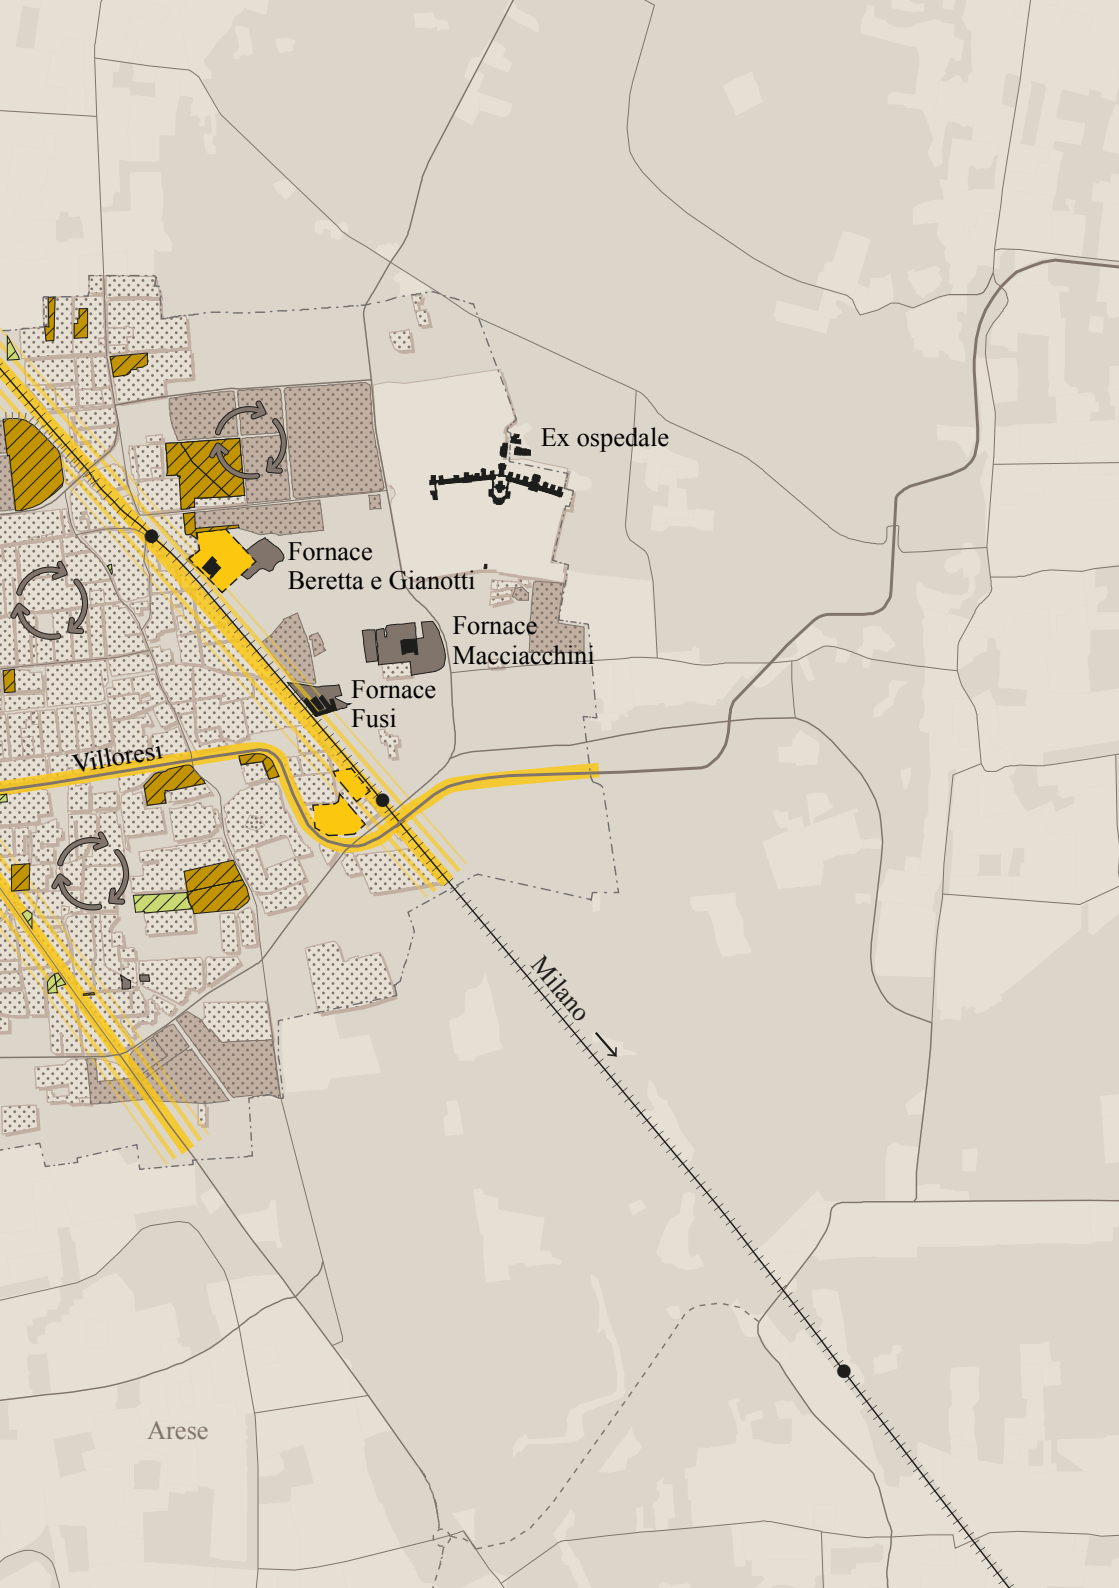 Ex ospedale
Fornace
Beretta e Gianotti
Fornace
Macciacchini
Fornace
Fusi
Villoresi
Milano
Arese